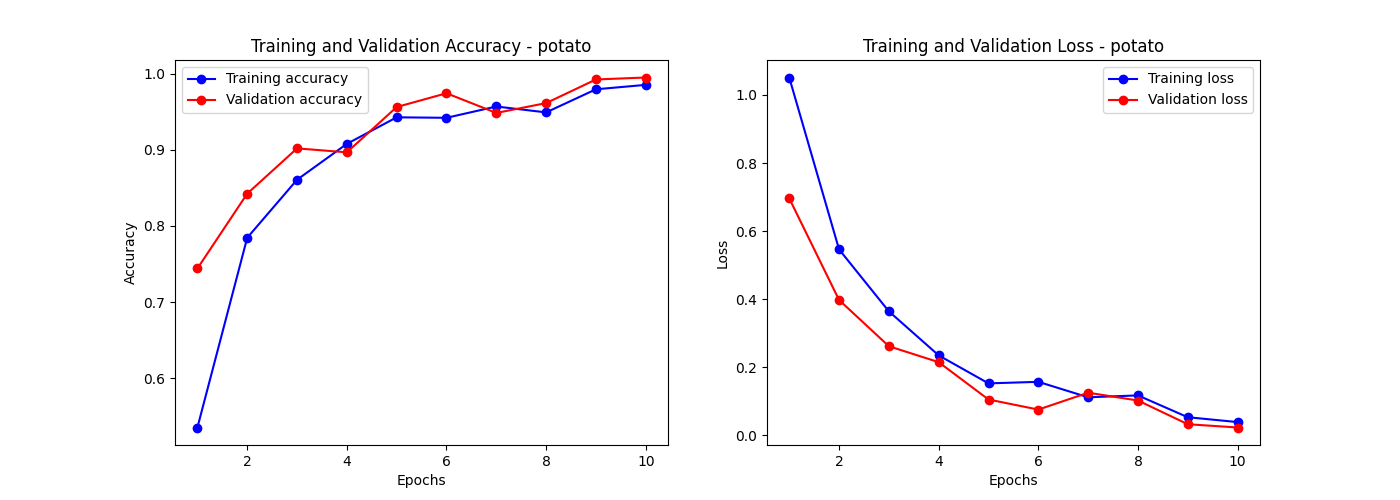 Training and Validation Accuracy - potato
Training accuracy
Validation accuracy
1.0
0.9
0.8
0.7
0.6
Accuracy
2 4 6 8 10
Epochs
Training and Validation Loss - potato
Training loss
Validation loss
1.0
0.8
0.6
0.4
0.2
0.0
Loss
2 4 6 8 10
Epochs